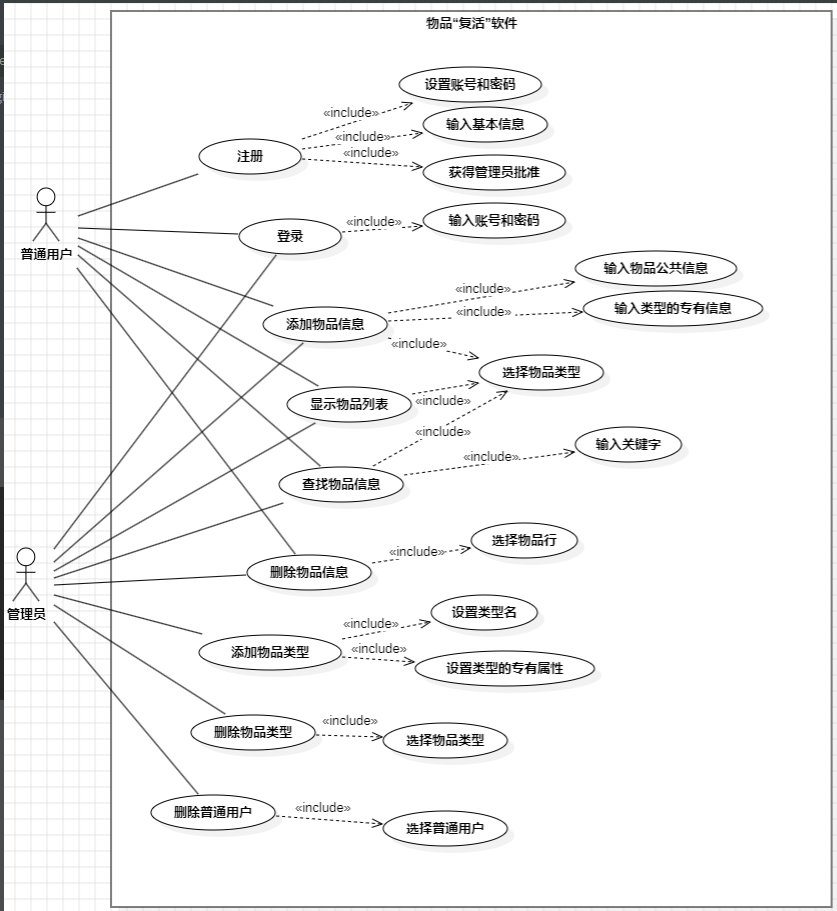 物品“复活”软件
设置账号和密码
«include»
输入基本信息
«include»
注册
«include»
获得管理员批准
普通用户
登录
«include»
输入账号和密码
输入物品公共信息
«include»
添加物品信息
«include»
输入类型的专有信息
«include»
选择物品类型
显示物品列表
«include»
«include»
输入关键字
查找物品信息
«include»
选择物品行
删除物品信息
«include»
管理员
设置类型名
«include»
添加物品类型
«include»
设置类型的专有属性
删除物品类型
«include»
选择物品类型
删除普通用户
«include»
选择普通用户